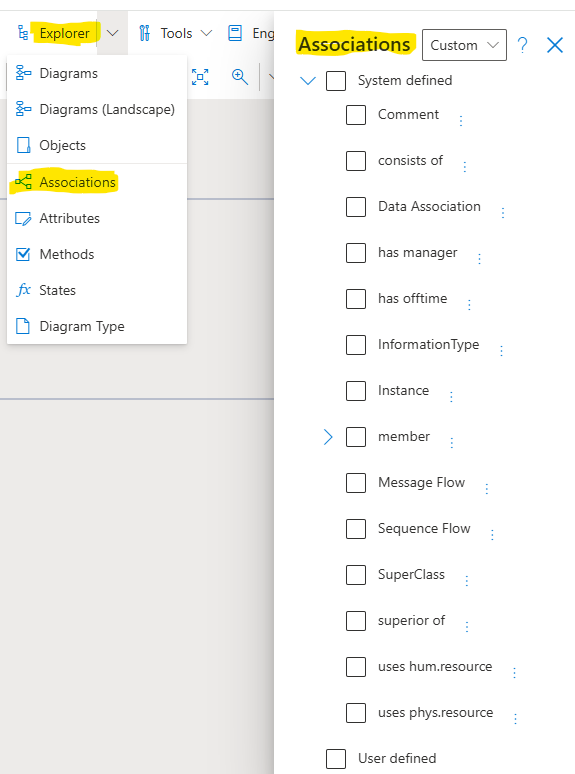 Explorer
Tools
Eng
Diagrams
Diagrams (Landscape)
Objects
Associations
Attributes
Methods
fx States
Diagram Type
Associations
Custom
?
System defined
Comment
consists of
Data Association
has manager
has offtime
InformationType
Instance
member
Message Flow
Sequence Flow
SuperClass
superior of
uses hum.resource
uses phys.resource
User defined